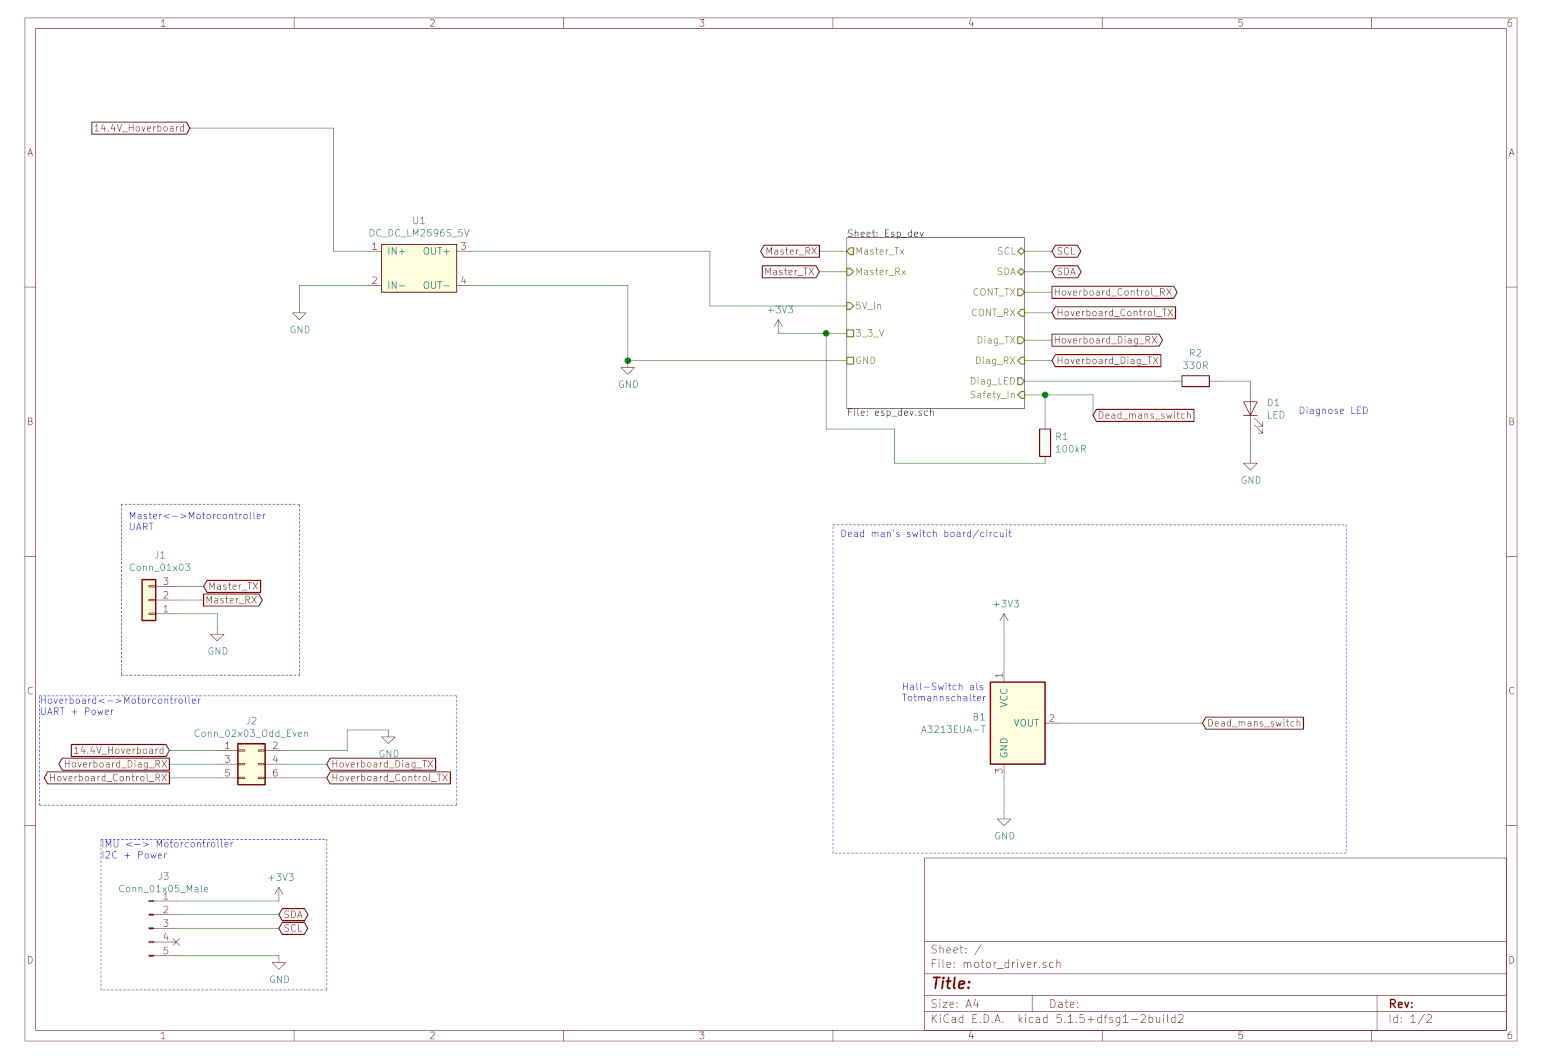 1 2 3 4 5 6
A A
B B
C C
D D
1 2 3 4 5 6
14.4V_Hoverboard
U1
DC_DC_LM2596S_5V
1 IN+ OUT+ 3
2 IN- OUT- 4
GND
GND
+3V3
Sheet: Esp_dev
Master_RX Master_Tx SCL SCL
Master_TX Master_Rx SDA SDA
CONT_TX Hoverboard_Control_RX
5V_In CONT_RX Hoverboard_Control_TX
3_3_V Diag_TX Hoverboard_Diag_RX
GND Diag_RX Hoverboard_Diag_TX
Diag_LED
Safety_In
File: esp_dev.sch
Dead_mans_switch
R2
330R
R1
100kR
D1
LED
Diagnose LED
GND
Master<->Motorcontroller
UART
J1
Conn_01x03
3 Master_TX
2 Master_RX
1
GND
Hoverboard<->Motorcontroller
UART + Power
J2
Conn_02x03_Odd_Even
14.4V_Hoverboard 1 2
GND
Hoverboard_Diag_RX 3 4 Hoverboard_Diag_TX
Hoverboard_Control_RX 5 6 Hoverboard_Control_TX
IMU <-> Motorcontroller
I2C + Power
J3
Conn_01x05_Male
+3V3
1
2 SDA
3 SCL
4
5
GND
Dead man's switch board/circuit
+3V3
Hall-Switch als
Totmannschalter
B1
A3213EUA-T
1 VCC
VOUT 2
GND 3
Dead_mans_switch
GND
Sheet: /
File: motor_driver.sch
Title:
Size: A4 Date: Rev:
KiCad E.D.A. kicad 5.1.5+dfsg1-2build2 Id: 1/2